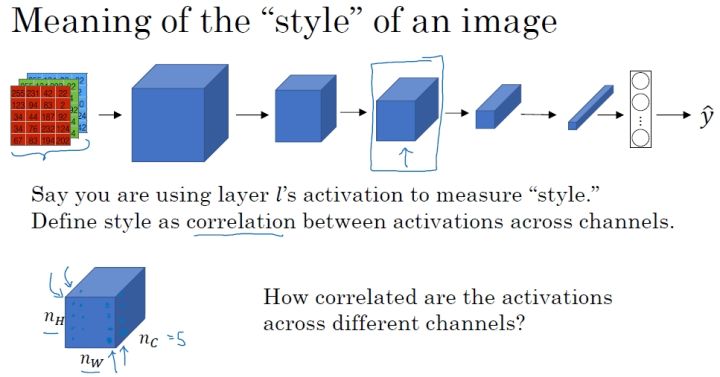 Meaning of the “style” of an image
255 231 42 22
123 94 83 2
34 44 187 92
34 76 232 124
67 83 194 202
ŷ
Say you are using layer l’s activation to measure “style.”
Define style as correlation between activations across channels.
How correlated are the activations
across different channels?
n_H
n_C =5
n_W